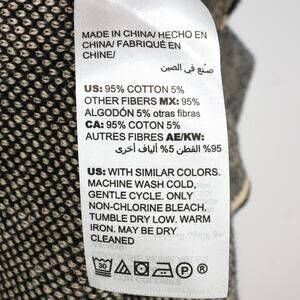 MADE IN CHINA/HECHO EN
CHINA/ FABRIQUÉ EN
CHINE/
صنع في الصين
US: 95% COTTON 5%
OTHER FIBERS MX: 95%
ALGODÓN 5% otras fibras
CA: 95% COTON 5%
AUTRES FIBRES AE/KW:
95% القطن 5% ألياف أخرى
US: WITH SIMILAR COLORS.
MACHINE WASH COLD,
GENTLE CYCLE. ONLY
NON-CHLORINE BLEACH.
TUMBLE DRY LOW. WARM
IRON. MAY BE DRY
CLEANED
30
P